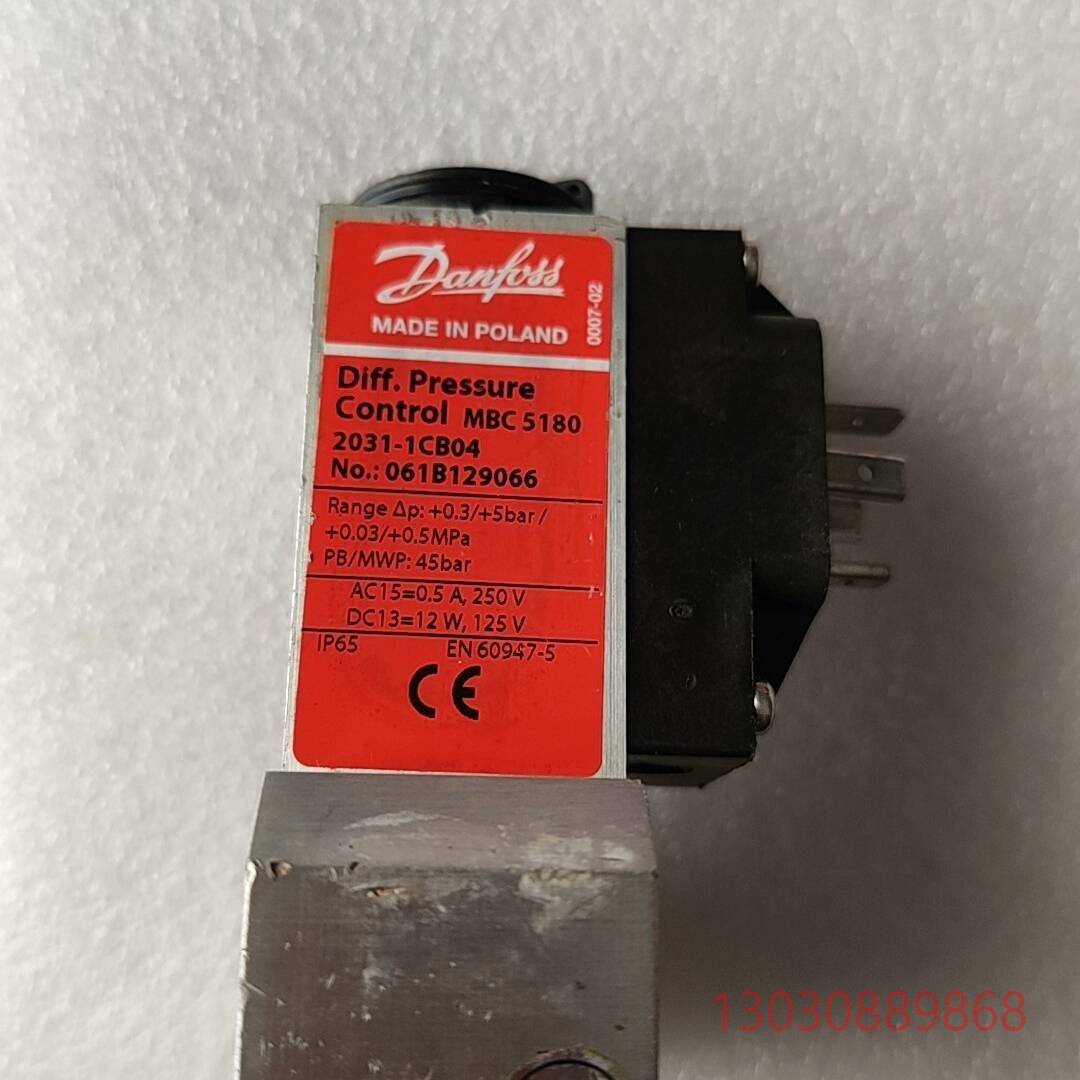 Danfoss
MADE IN POLAND
0007-02
Diff. Pressure
Control MBC 5180
2031-1CB04
No.: 061B129066
Range Δp: +0.3/+5bar /
+0.03/+0.5MPa
PB/MWP: 45bar
AC15=0.5 A, 250 V
DC13=12 W, 125 V
IP65 EN 60947-5
CE
13030889868